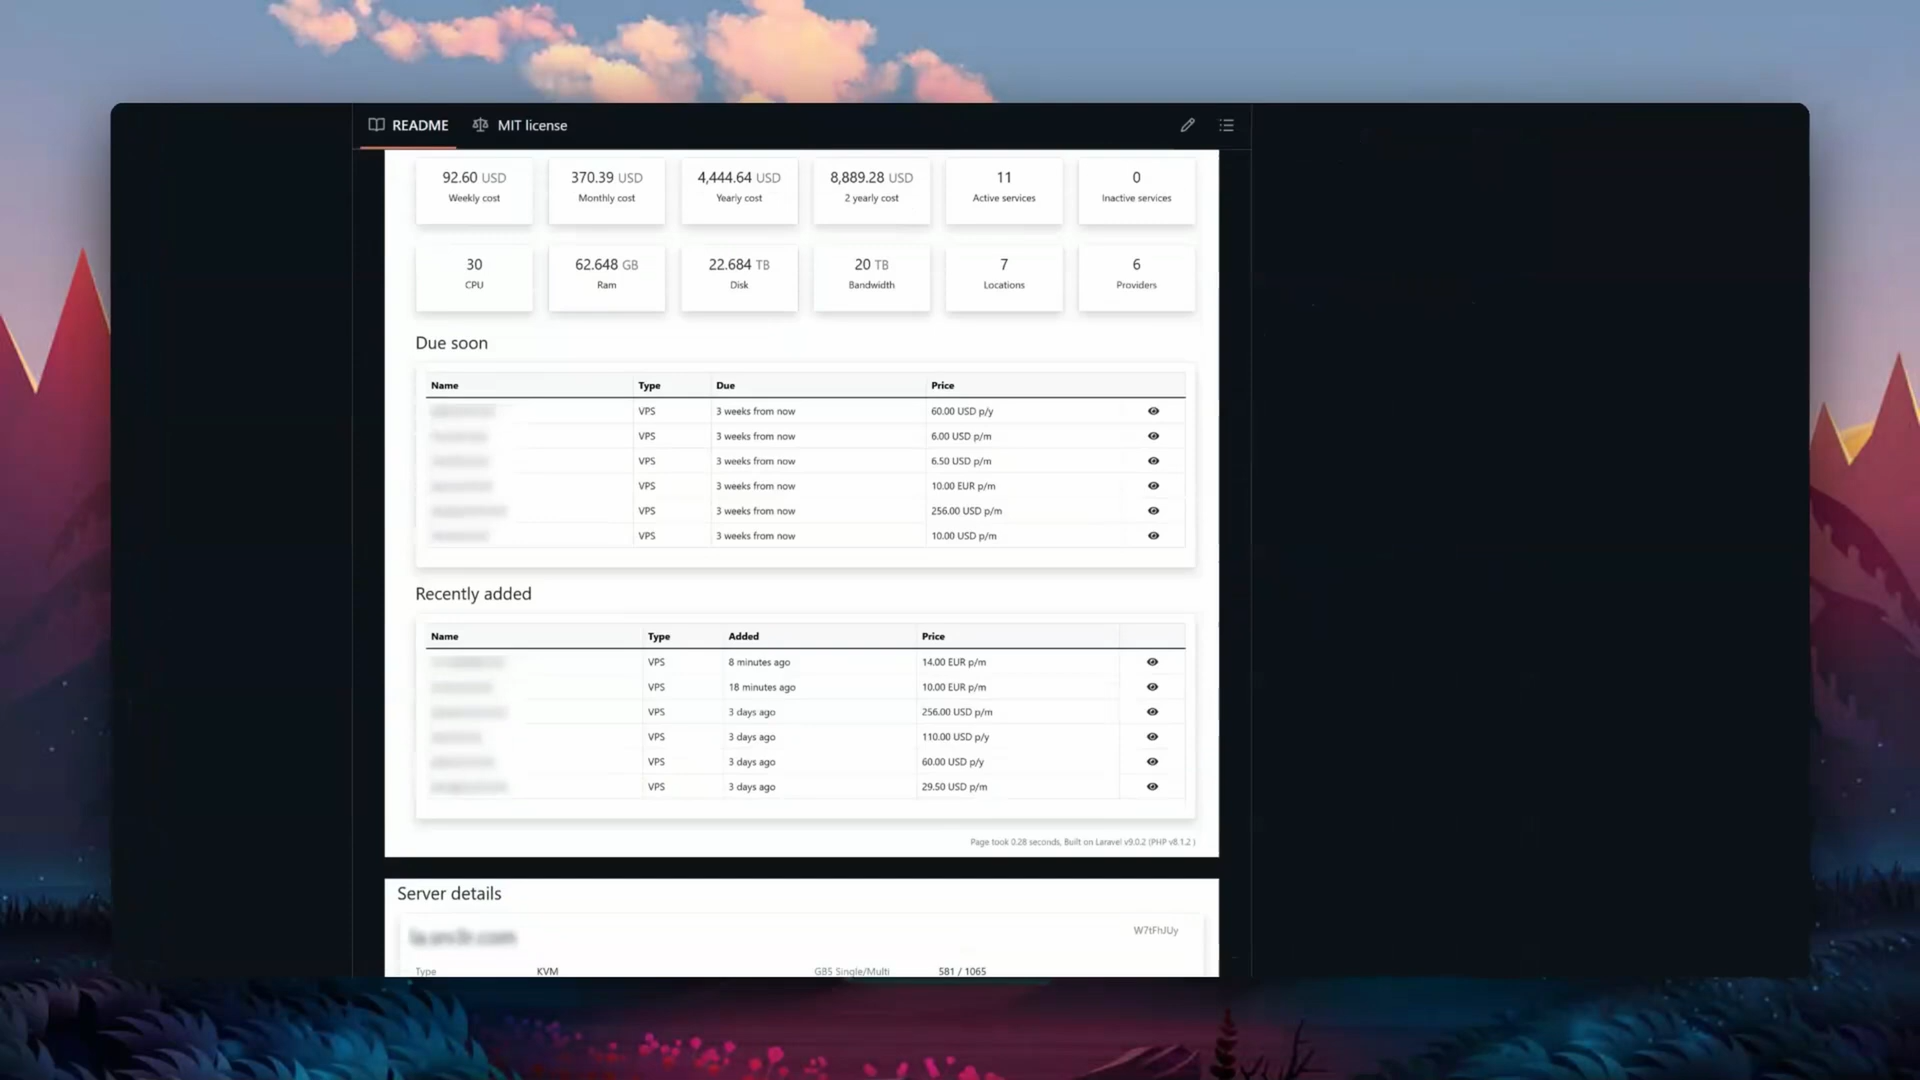 README MIT license
92.60 USD 370.39 USD 4,444.64 USD 8,889.28 USD 11 0
Weekly cost Monthly cost Yearly cost 2 yearly cost Active services Inactive services
30 62.648 GB 22.684 TB 20 TB 7 6
CPU Ram Disk Bandwidth Locations Providers
Due soon
Name Type Due Price
VPS 3 weeks from now 60.00 USD p/y
VPS 3 weeks from now 6.00 USD p/m
VPS 3 weeks from now 6.50 USD p/m
VPS 3 weeks from now 10.00 EUR p/m
VPS 3 weeks from now 256.00 USD p/m
VPS 3 weeks from now 10.00 USD p/m
Recently added
Name Type Added Price
VPS 8 minutes ago 14.00 EUR p/m
VPS 18 minutes ago 10.00 EUR p/m
VPS 3 days ago 256.00 USD p/m
VPS 3 days ago 110.00 USD p/y
VPS 3 days ago 60.00 USD p/y
VPS 3 days ago 29.50 USD p/m
Page took 0.28 seconds, Built on Laravel v9.0.2 (PHP v8.1.2 )
Server details
W7tFhJUy
Type KVM GB5 Single/Multi 581 / 1065